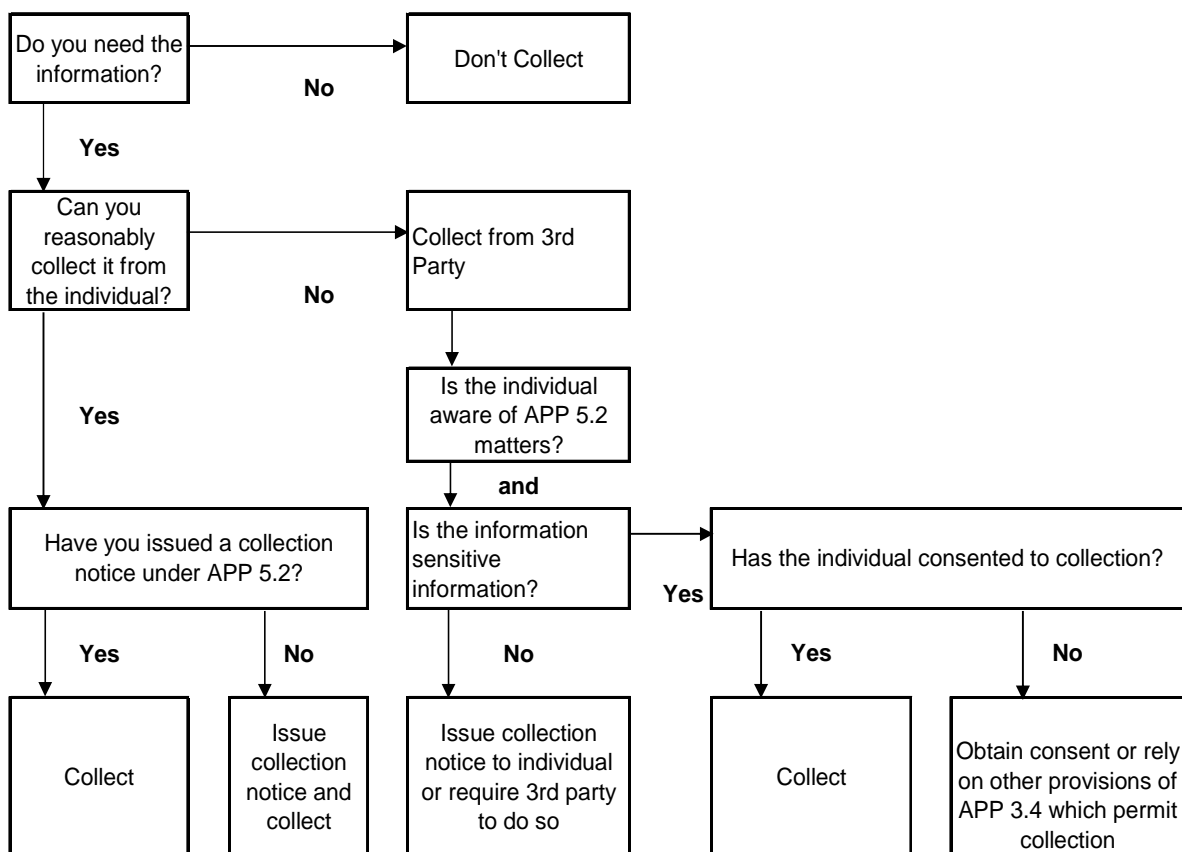 Do you need the
information?
No
Don't Collect
Yes
Can you
reasonably
collect it from
the individual?
No
Collect from 3rd
Party
Yes
Is the individual
aware of APP 5.2
matters?
and
Have you issued a collection
notice under APP 5.2?
Is the information
sensitive
information?
Yes
Has the individual consented to collection?
Yes
No
No
Yes
No
Collect
Issue
collection
notice and
collect
Issue collection
notice to individual
or require 3rd party
to do so
Collect
Obtain consent or rely
on other provisions of
APP 3.4 which permit
collection